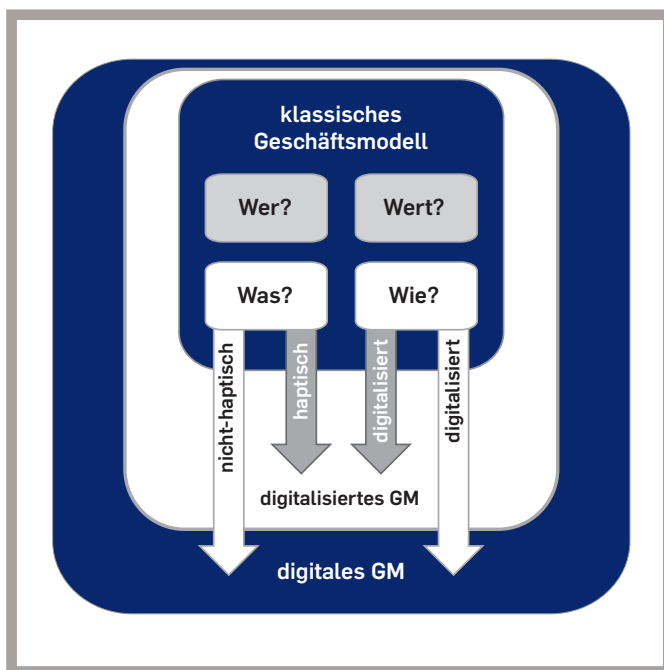 klassisches
Geschäftsmodell
Wer?
Wert?
Was?
Wie?
nicht-haptisch
haptisch
digitalisiert
digitalisiert
digitalisiertes GM
digitales GM